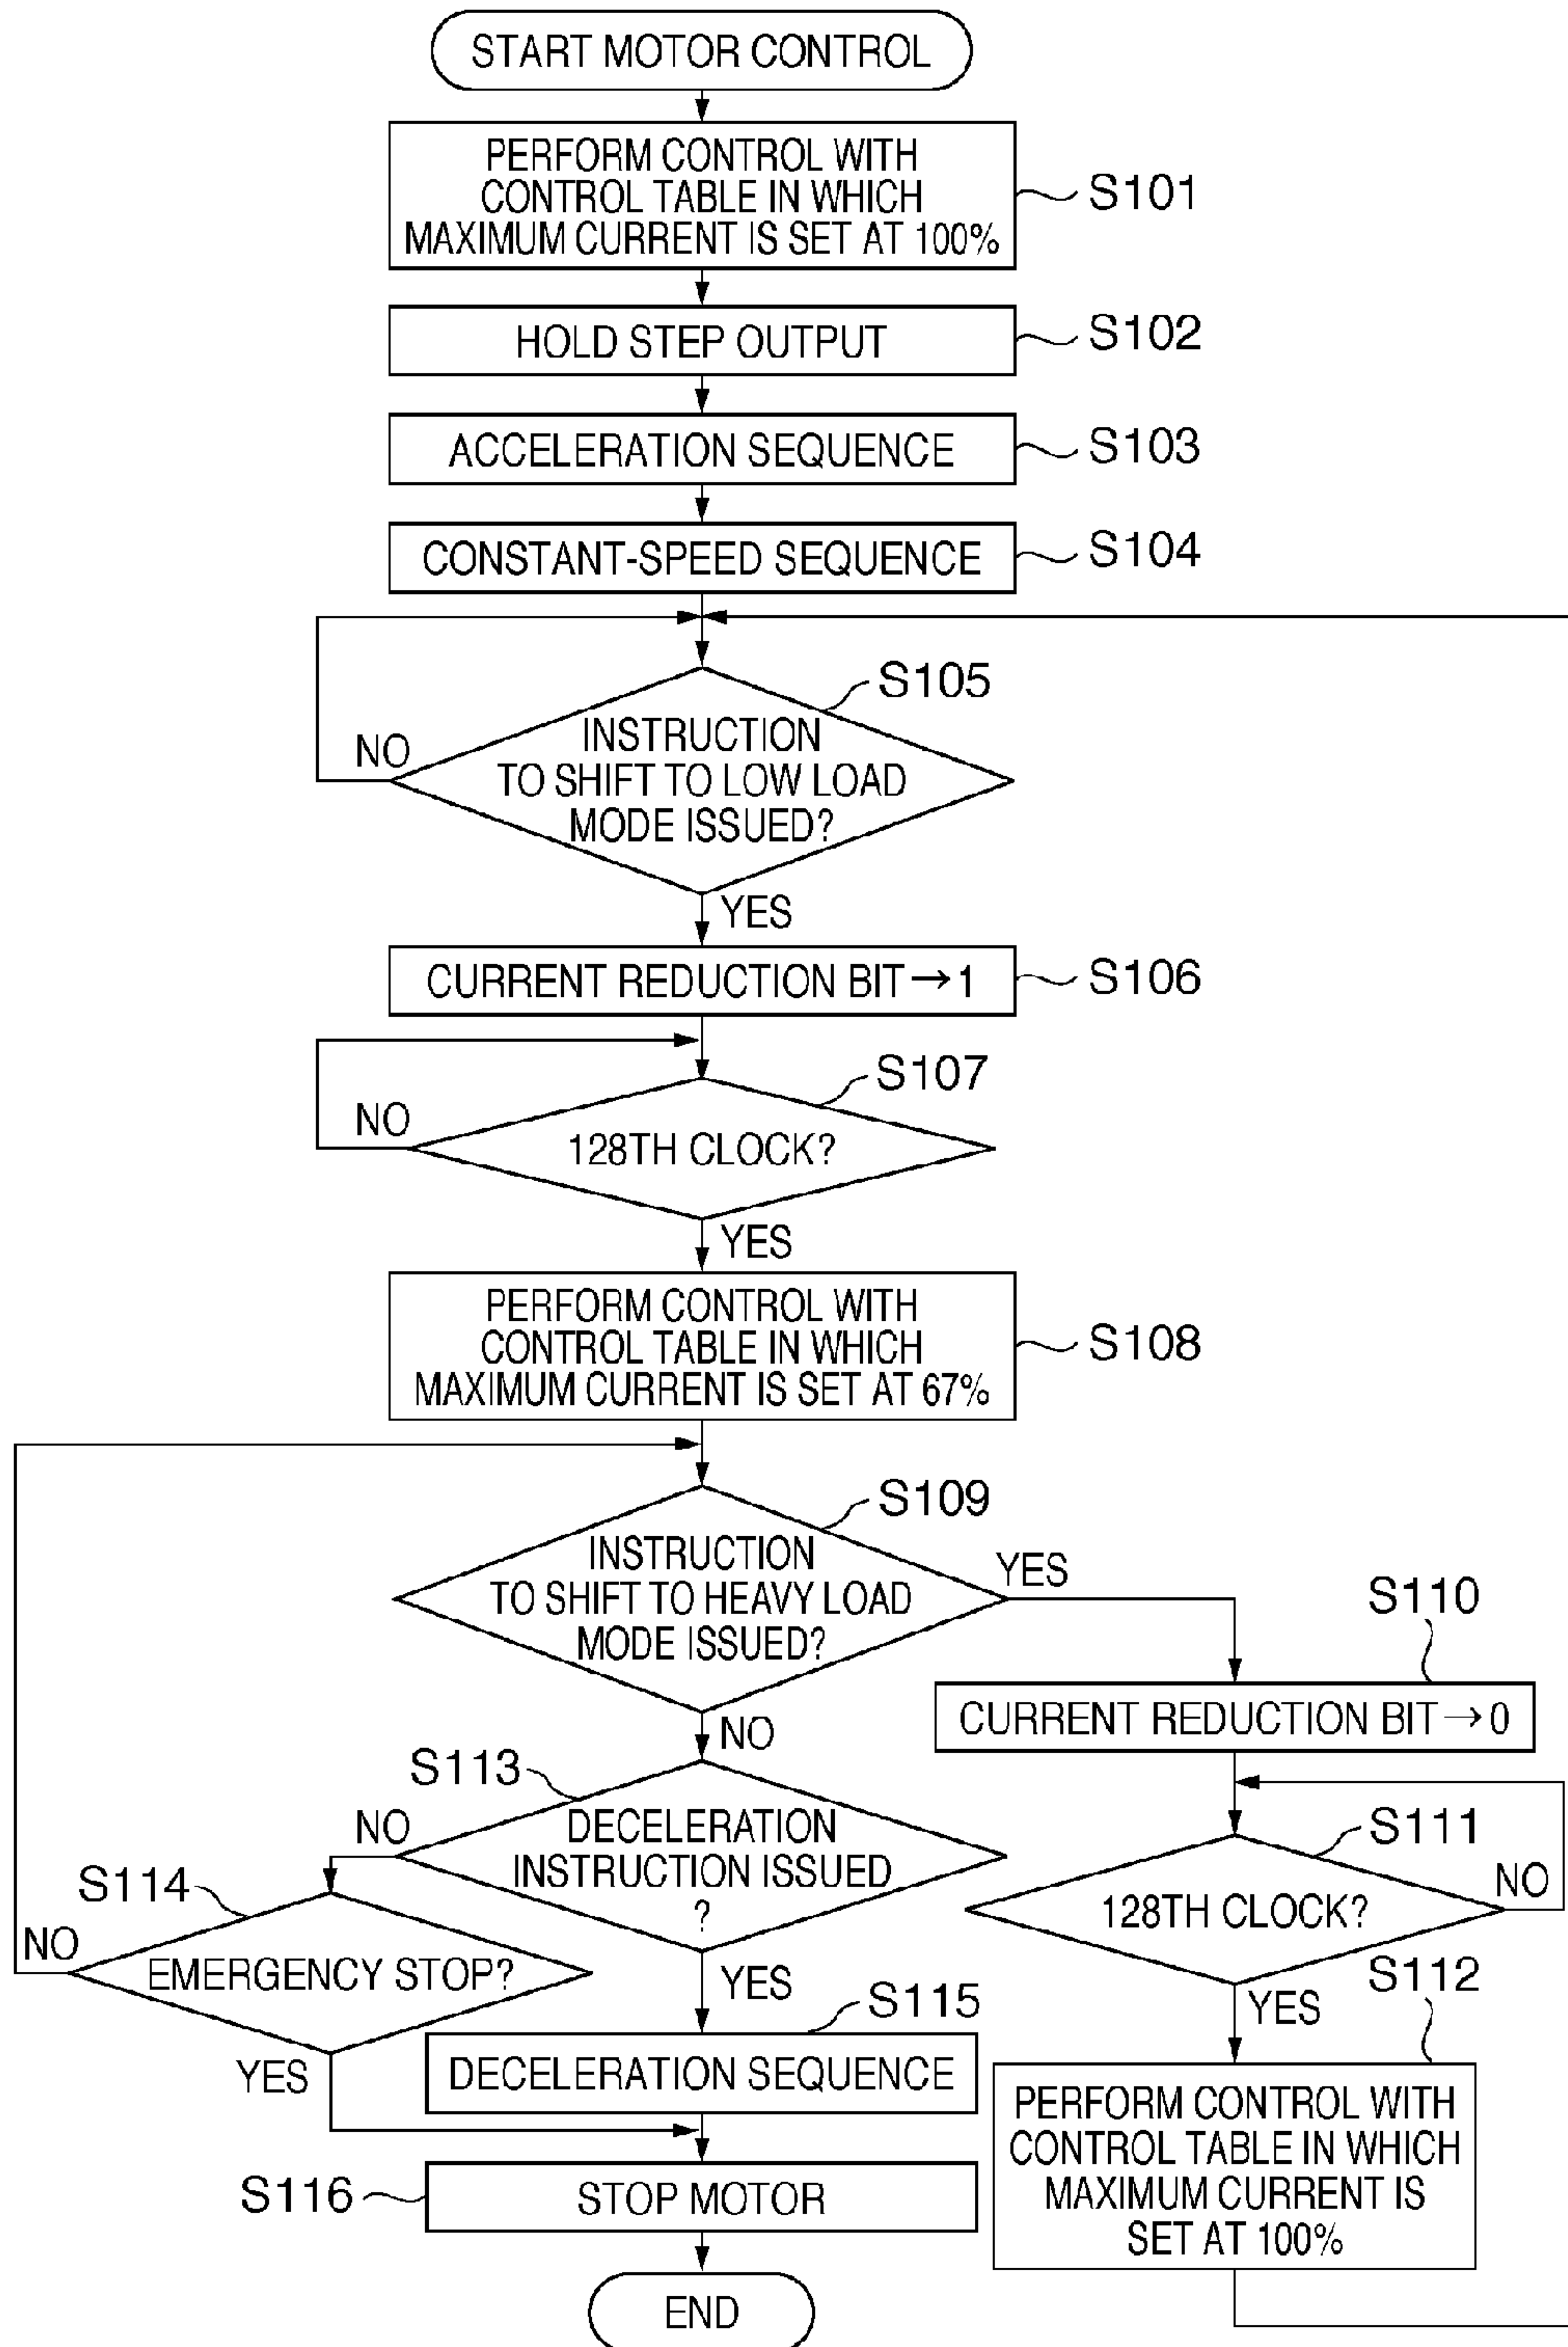 START MOTOR CONTROL
PERFORM CONTROL WITH
CONTROL TABLE IN WHICH
MAXIMUM CURRENT IS SET AT 100%
S101
HOLD STEP OUTPUT
S102
ACCELERATION SEQUENCE
S103
CONSTANT-SPEED SEQUENCE
S104
S105
INSTRUCTION
TO SHIFT TO LOW LOAD
MODE ISSUED?
NO
YES
CURRENT REDUCTION BIT→1
S106
S107
128TH CLOCK?
NO
YES
PERFORM CONTROL WITH
CONTROL TABLE IN WHICH
MAXIMUM CURRENT IS SET AT 67%
S108
S109
INSTRUCTION
TO SHIFT TO HEAVY LOAD
MODE ISSUED?
YES
NO
S110
CURRENT REDUCTION BIT→0
S111
128TH CLOCK?
NO
YES
S112
PERFORM CONTROL WITH
CONTROL TABLE IN WHICH
MAXIMUM CURRENT IS
SET AT 100%
S113
DECELERATION
INSTRUCTION ISSUED
?
NO
YES
S114
EMERGENCY STOP?
NO
YES
S115
DECELERATION SEQUENCE
S116
STOP MOTOR
END